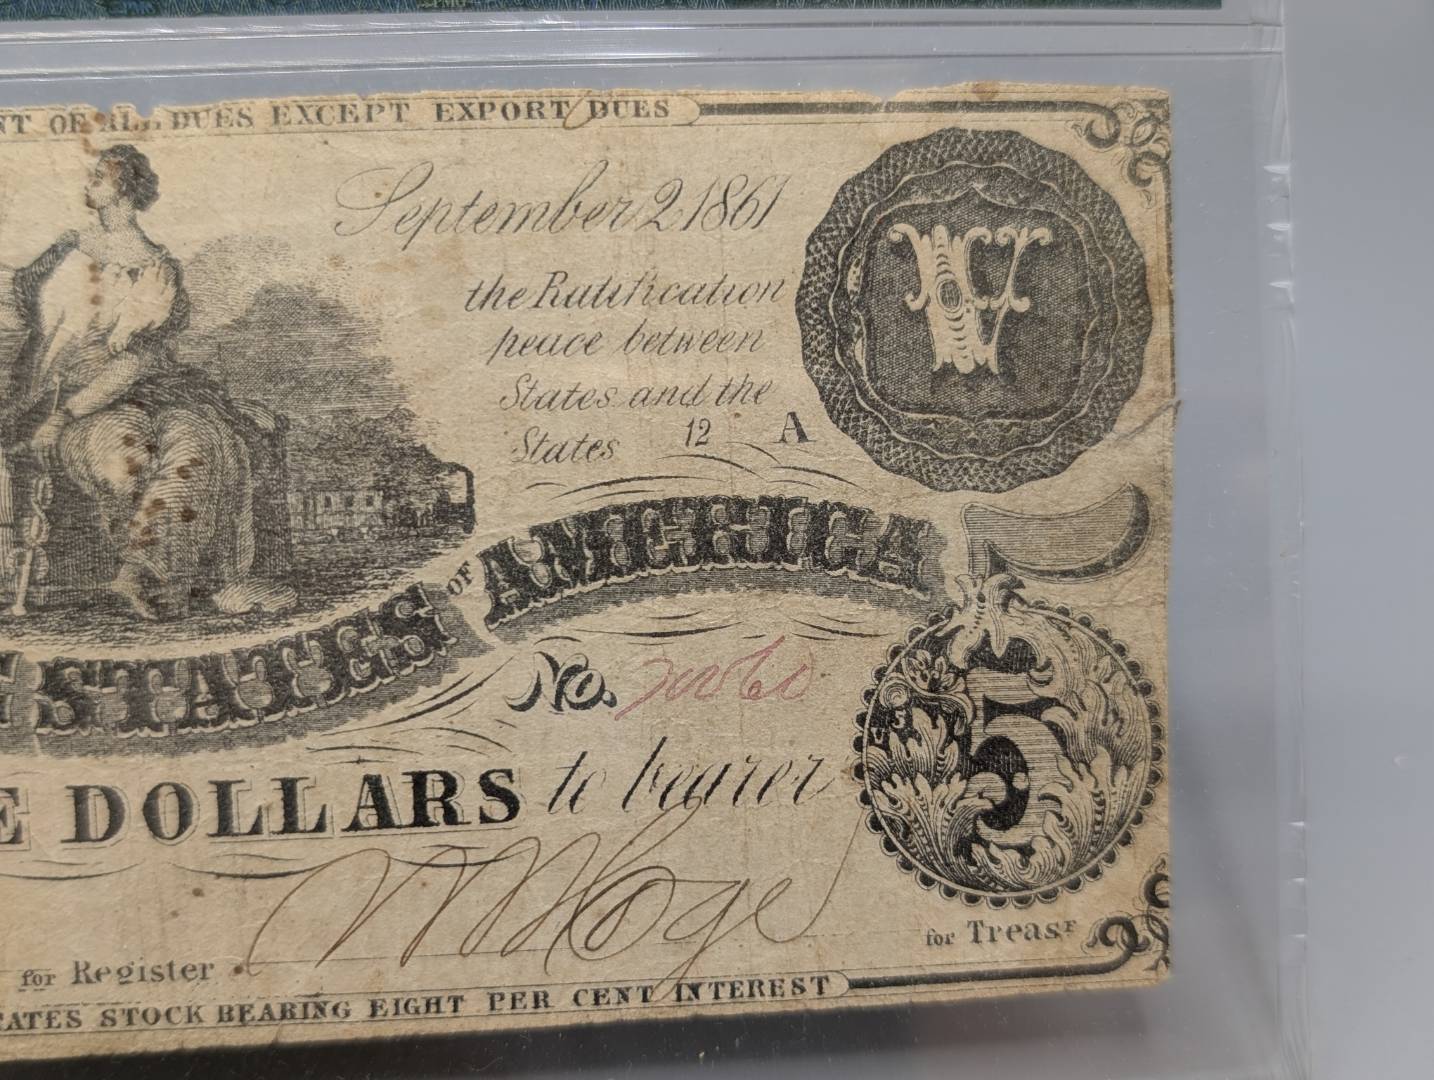 NT OF ALL DUES EXCEPT EXPORT DUES
September 2, 1861
V
the Ratification
peace between
States and the
States 12 A
STATES OF AMERICA
5
No.
E DOLLARS to bearer
for Register
for Treasr
TATES STOCK BEARING EIGHT PER CENT INTEREST